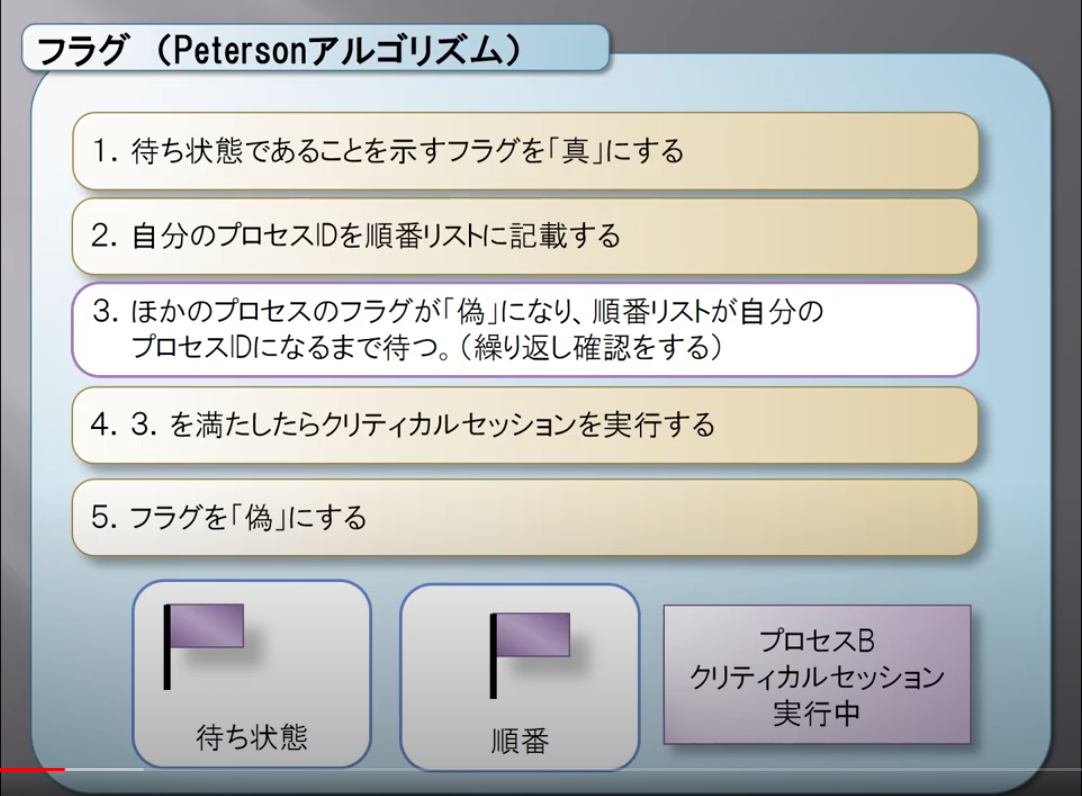 フラグ (Petersonアルゴリズム)
1. 待ち状態であることを示すフラグを「真」にする
2. 自分のプロセスIDを順番リストに記載する
3. ほかのプロセスのフラグが「偽」になり、順番リストが自分の
プロセスIDになるまで待つ。(繰り返し確認をする)
4. 3. を満たしたらクリティカルセッションを実行する
5. フラグを「偽」にする
待ち状態
順番
プロセスB
クリティカルセッション
実行中